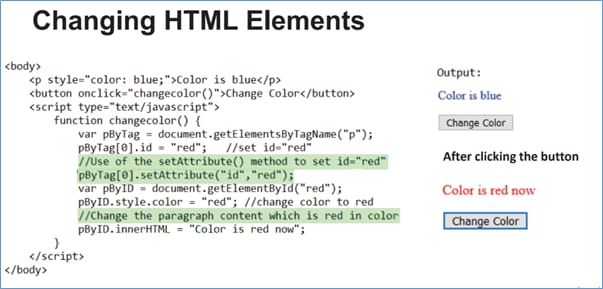 Changing HTML Elements
<body>
<p style="color: blue;">Color is blue</p>
<button onclick="changecolor()">Change Color</button>
<script type="text/javascript">
function changecolor() {
var pByTag = document.getElementsByTagName("p");
pByTag[0].id = "red";   //set id="red"
//Use of the setAttribute() method to set id="red"
pByTag[0].setAttribute("id","red");
var pByID = document.getElementById("red");
pByID.style.color = "red"; //change color to red
//Change the paragraph content which is red in color
pByID.innerHTML = "Color is red now";
}
</script>
</body>
Output:
Color is blue
Change Color
After clicking the button
Color is red now
Change Color